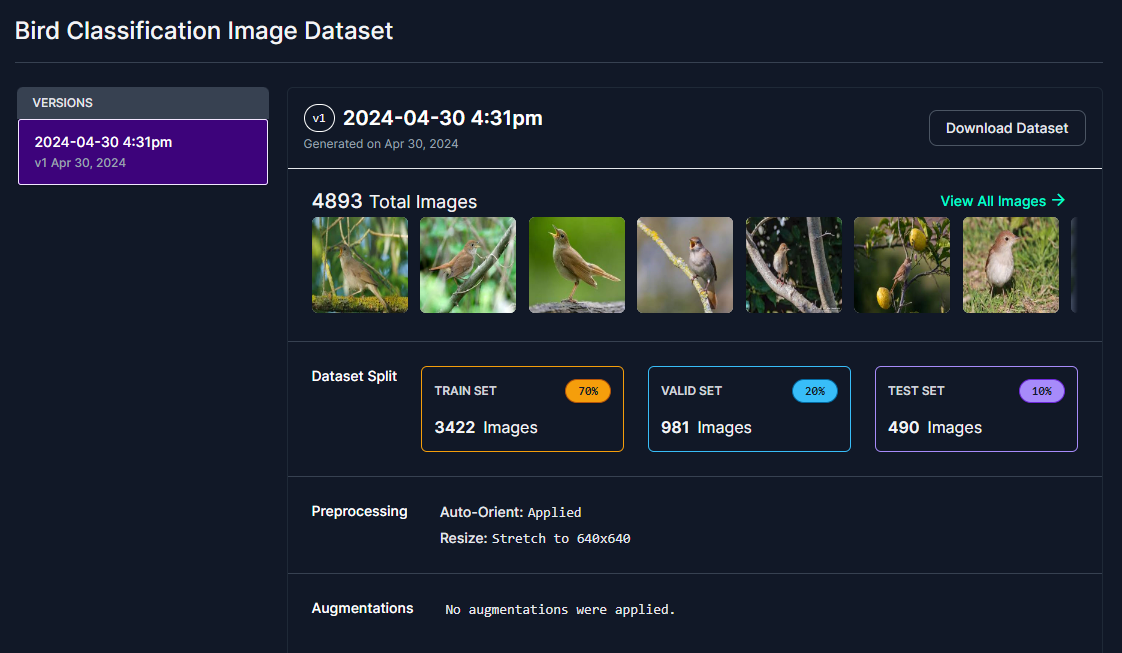 Bird Classification Image Dataset
VERSIONS
2024-04-30 4:31pm
v1 Apr 30, 2024
v1 2024-04-30 4:31pm
Generated on Apr 30, 2024
Download Dataset
4893 Total Images
View All Images →
Dataset Split
TRAIN SET 70%
3422 Images
VALID SET 20%
981 Images
TEST SET 10%
490 Images
Preprocessing
Auto-Orient: Applied
Resize: Stretch to 640x640
Augmentations
No augmentations were applied.